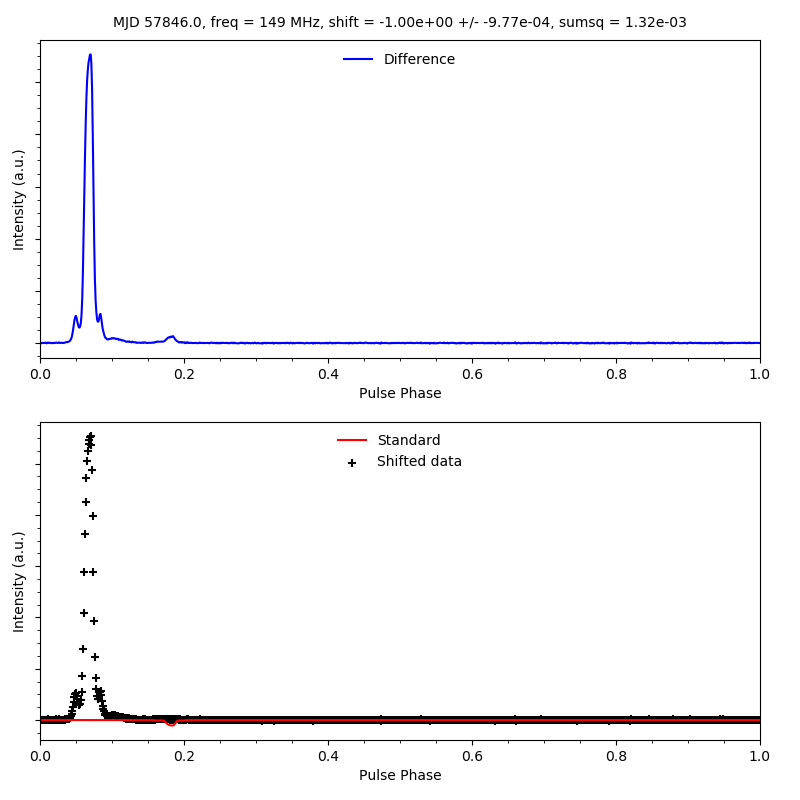 MJD 57846.0, freq = 149 MHz, shift = -1.00e+00 +/- -9.77e-04, sumsq = 1.32e-03
Difference
Intensity (a.u.)
0.0 0.2 0.4 0.6 0.8 1.0
Pulse Phase
Standard
Shifted data
Intensity (a.u.)
0.0 0.2 0.4 0.6 0.8 1.0
Pulse Phase